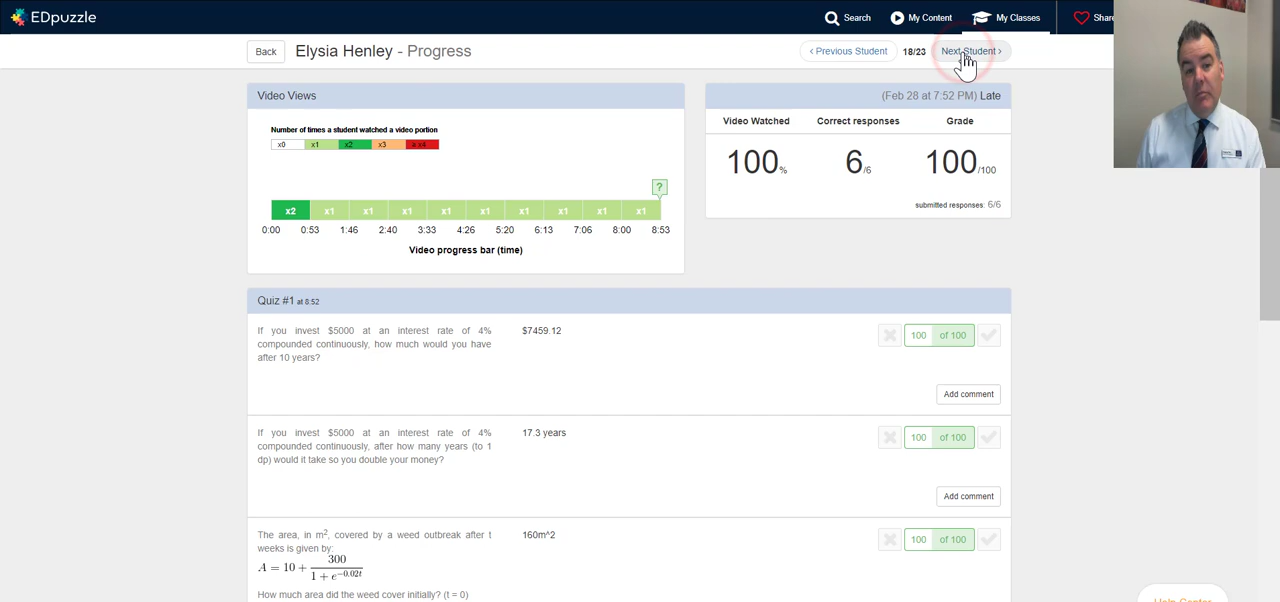 EDpuzzle
Search
My Content
My Classes
Share
Back
Elysia Henley - Progress
‹ Previous Student
18/23
Next Student ›
Video Views
Number of times a student watched a video portion
x0 x1 x2 x3 x4
?
x2 x1 x1 x1 x1 x1 x1 x1 x1 x1
0:00 0:53 1:46 2:40 3:33 4:26 5:20 6:13 7:06 8:00 8:53
Video progress bar (time)
(Feb 28 at 7:52 PM) Late
Video Watched Correct responses Grade
100% 6/6 100/100
submitted responses: 6/6
Quiz #1 at 8:52
If you invest $5000 at an interest rate of 4%
compounded continuously, how much would you have
after 10 years?
$7459.12
100 of 100
Add comment
If you invest $5000 at an interest rate of 4%
compounded continuously, after how many years (to 1
dp) would it take so you double your money?
17.3 years
100 of 100
Add comment
The area, in m², covered by a weed outbreak after t
weeks is given by:
A = 10 + 300 / (1 + e^{-0.02t})
How much area did the weed cover initially? (t = 0)
160m^2
100 of 100
Help Center